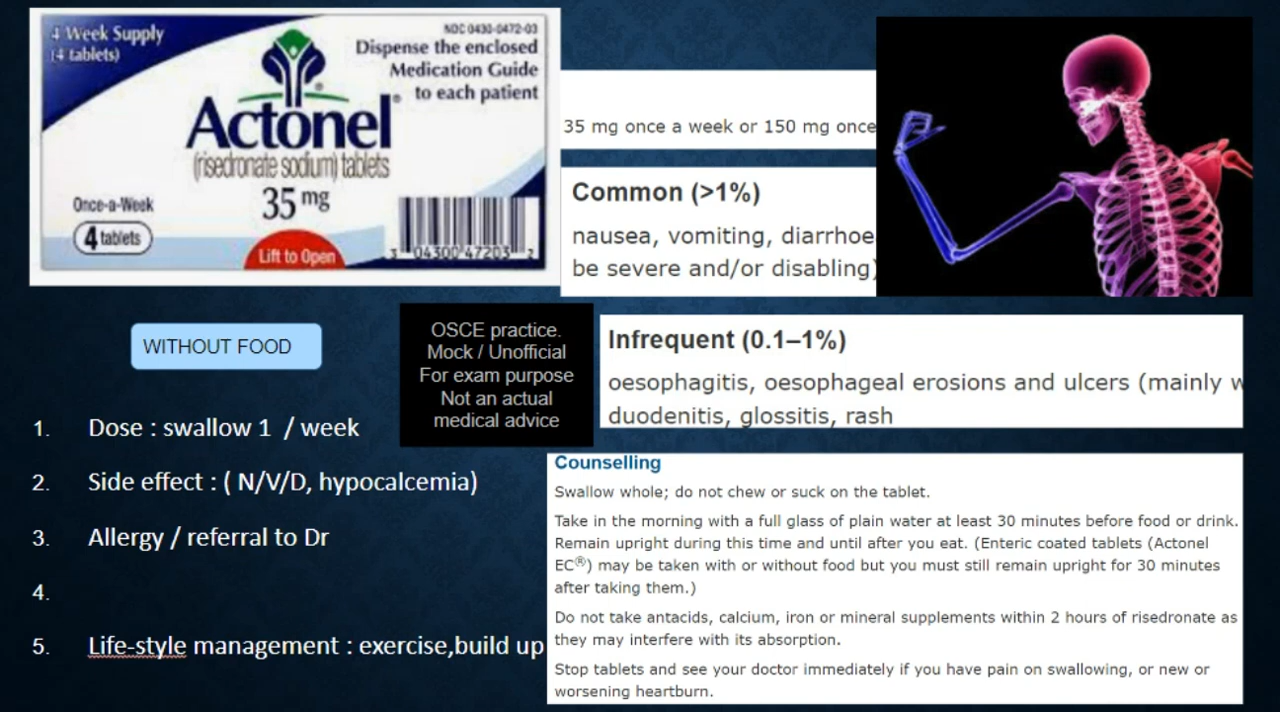 4 Week Supply
(4 tablets)
NDC 0430-0472-03
Dispense the enclosed
Medication Guide
to each patient
Actonel®
(risedronate sodium) tablets
35 mg
Once-a-Week
4 tablets
Lift to Open
3 04300 47203 2
35 mg once a week or 150 mg once
Common (>1%)
nausea, vomiting, diarrhoe
be severe and/or disabling)
WITHOUT FOOD
OSCE practice.
Mock / Unofficial
For exam purpose
Not an actual
medical advice
Infrequent (0.1–1%)
oesophagitis, oesophageal erosions and ulcers (mainly w
duodenitis, glossitis, rash
1. Dose : swallow 1 / week
2. Side effect : ( N/V/D, hypocalcemia)
3. Allergy / referral to Dr
4.
5. Life-style management : exercise,build up
Counselling
Swallow whole; do not chew or suck on the tablet.
Take in the morning with a full glass of plain water at least 30 minutes before food or drink.
Remain upright during this time and until after you eat. (Enteric coated tablets (Actonel
EC®) may be taken with or without food but you must still remain upright for 30 minutes
after taking them.)
Do not take antacids, calcium, iron or mineral supplements within 2 hours of risedronate as
they may interfere with its absorption.
Stop tablets and see your doctor immediately if you have pain on swallowing, or new or
worsening heartburn.